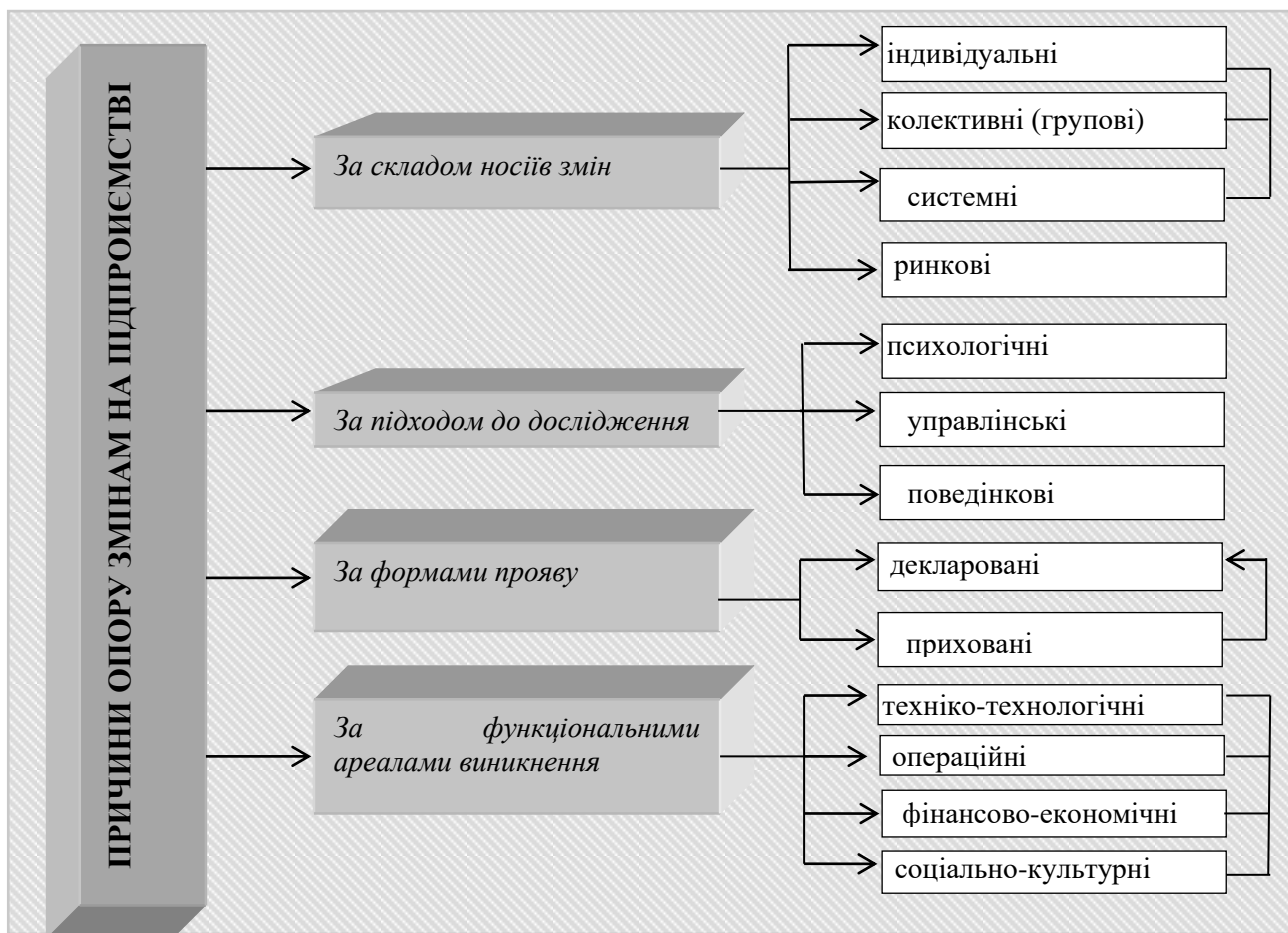 ПРИЧИНИ ОПОРУ ЗМІНАМ НА ПІДПРОИЄМСТВІ
За складом носіїв змін
індивідуальні
колективні (групові)
системні
ринкові
За підходом до дослідження
психологічні
управлінські
поведінкові
За формами прояву
декларовані
приховані
За функціональними
ареалами виникнення
техніко-технологічні
операційні
фінансово-економічні
соціально-культурні